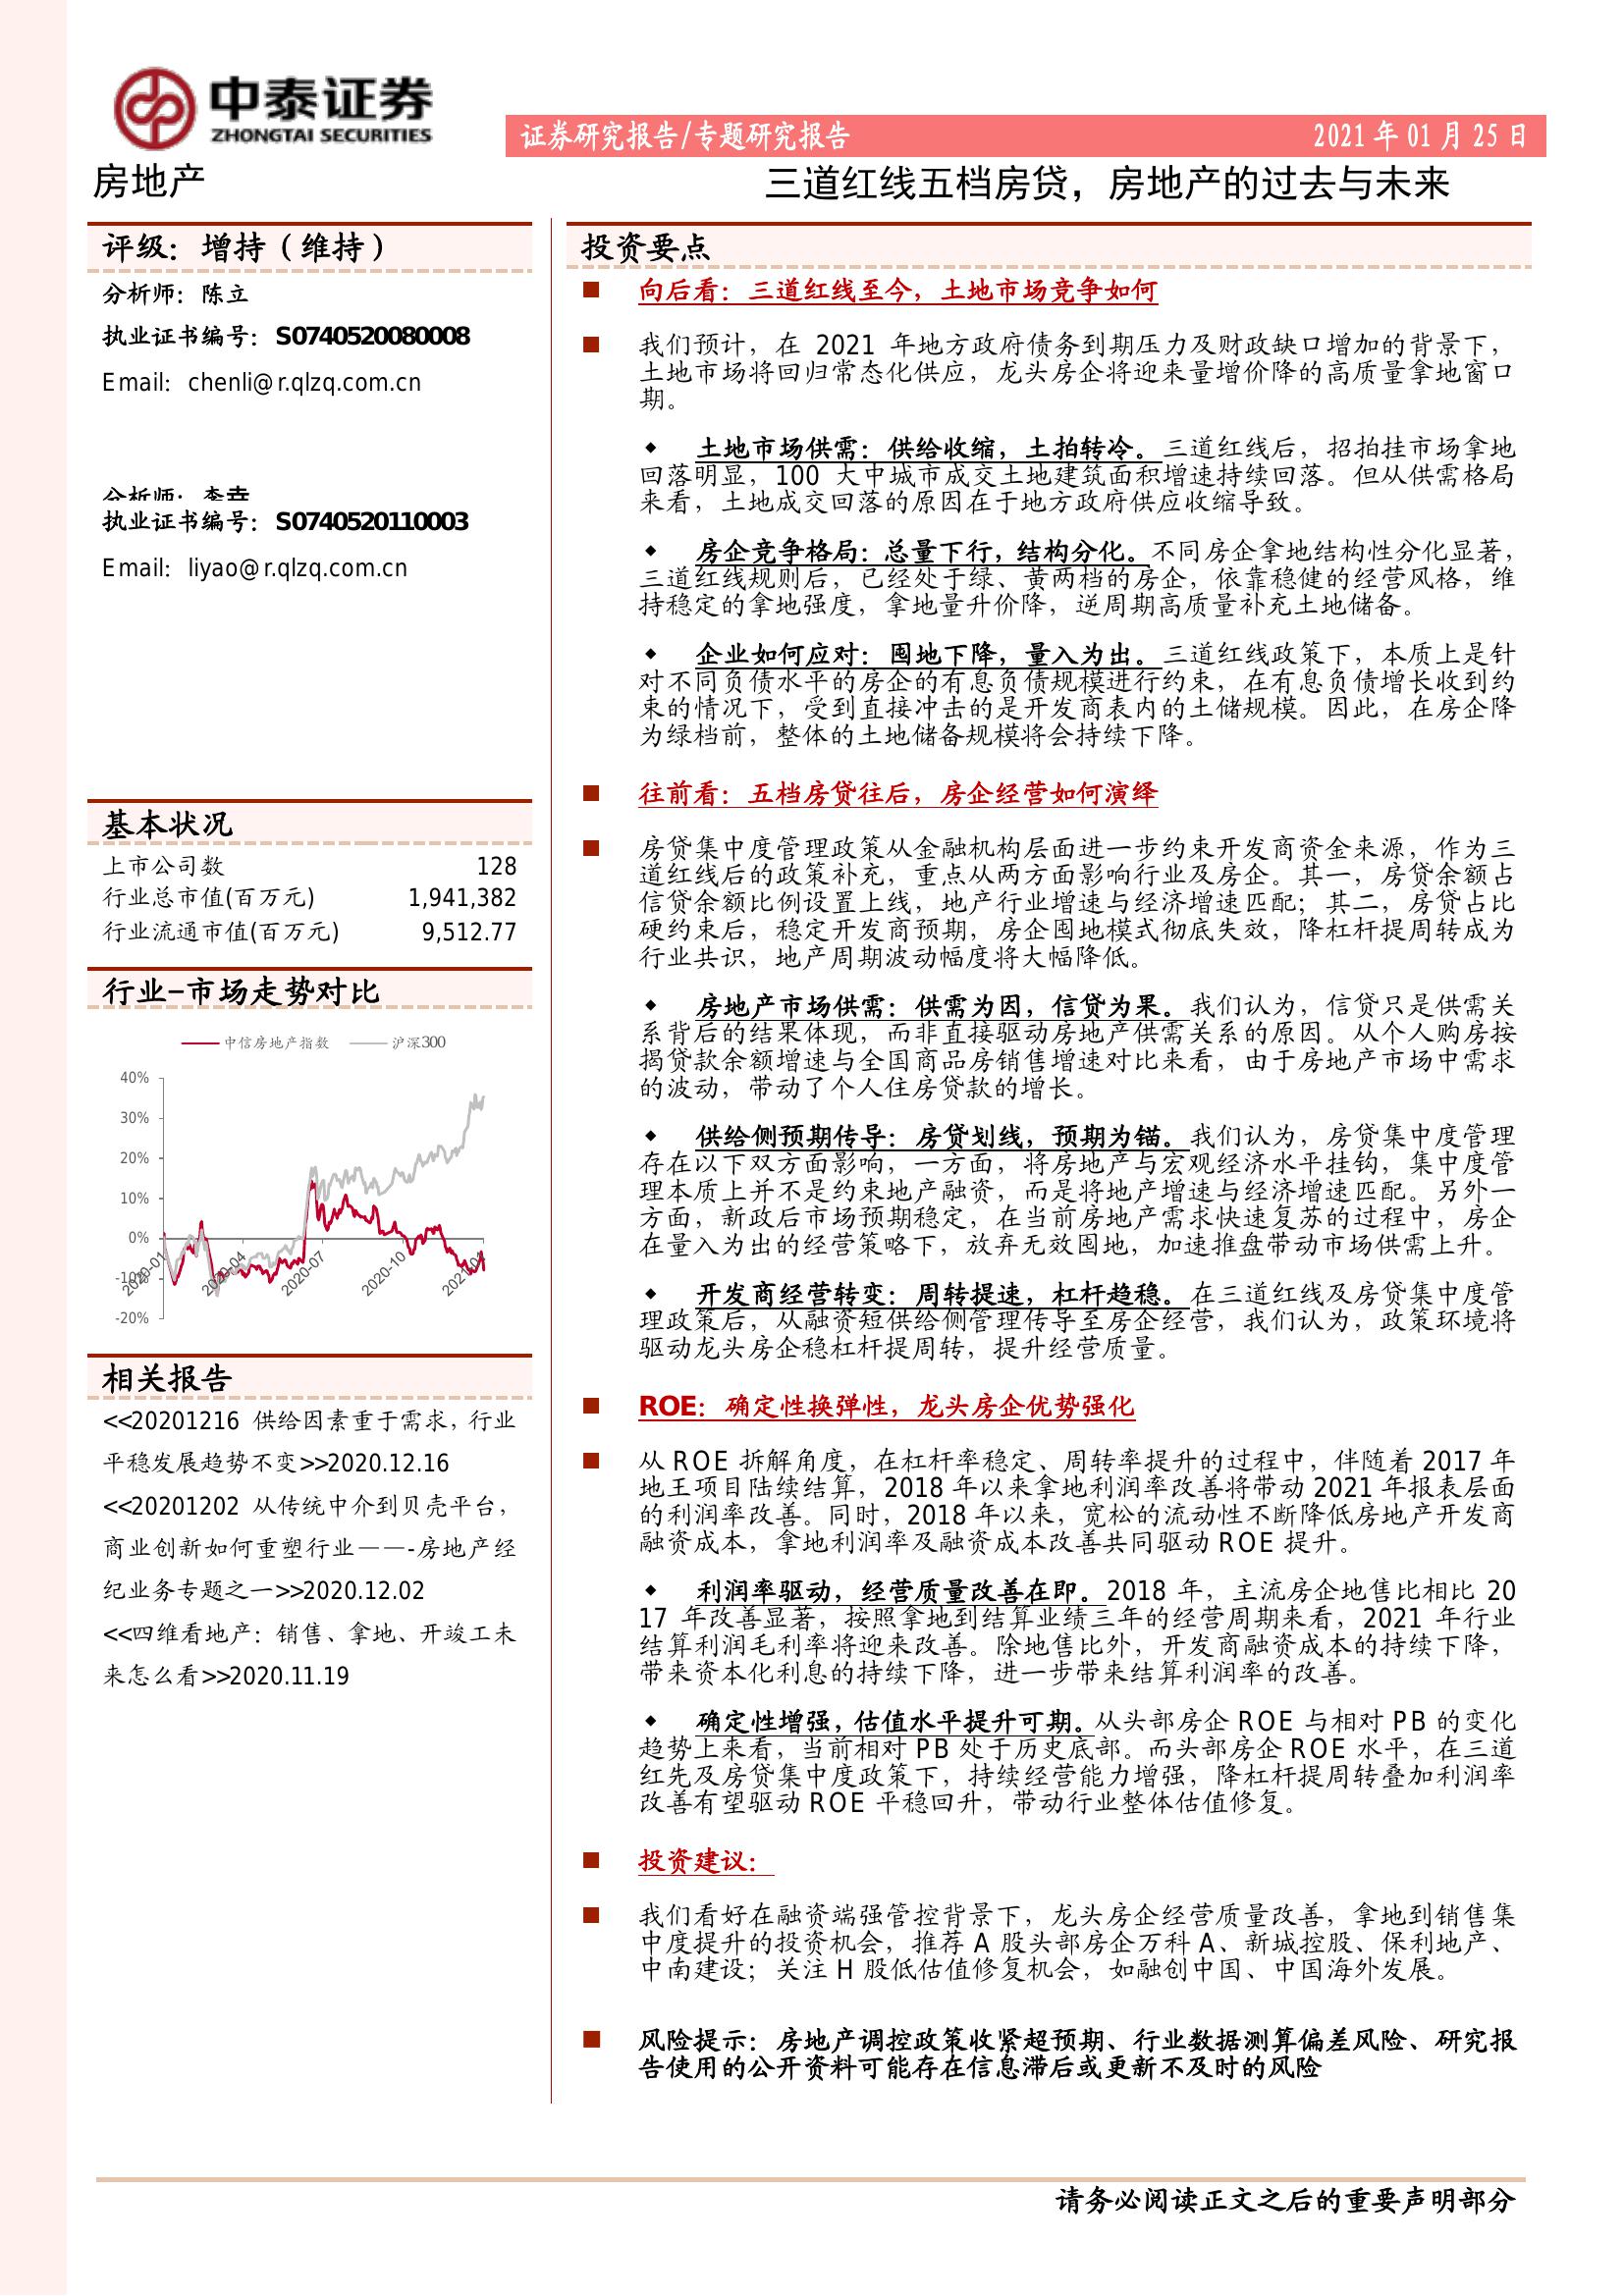 中泰证券
ZHONGTAI SECURITIES
证券研究报告/专题研究报告
2021 年 01 月 25 日
房地产
三道红线五档房贷，房地产的过去与未来
评级：增持（维持）
分析师：陈立
执业证书编号：S0740520080008
Email：chenli@r.qlzq.com.cn
分析师：李垚
执业证书编号：S0740520110003
Email：liyao@r.qlzq.com.cn
基本状况
上市公司数 128
行业总市值(百万元) 1,941,382
行业流通市值(百万元) 9,512.77
行业-市场走势对比
中信房地产指数 沪深300
40%
30%
20%
10%
0%
-10%
-20%
2020-01
2020-04
2020-07
2020-10
2021-01
相关报告
<<20201216 供给因素重于需求，行业
平稳发展趋势不变>>2020.12.16
<<20201202 从传统中介到贝壳平台，
商业创新如何重塑行业——-房地产经
纪业务专题之一>>2020.12.02
<<四维看地产：销售、拿地、开竣工未
来怎么看>>2020.11.19
投资要点
向后看：三道红线至今，土地市场竞争如何
我们预计，在 2021 年地方政府债务到期压力及财政缺口增加的背景下，
土地市场将回归常态化供应，龙头房企将迎来量增价降的高质量拿地窗口
期。
土地市场供需：供给收缩，土拍转冷。三道红线后，招拍挂市场拿地
回落明显，100 大中城市成交土地建筑面积增速持续回落。但从供需格局
来看，土地成交回落的原因在于地方政府供应收缩导致。
房企竞争格局：总量下行，结构分化。不同房企拿地结构性分化显著，
三道红线规则后，已经处于绿、黄两档的房企，依靠稳健的经营风格，维
持稳定的拿地强度，拿地量升价降，逆周期高质量补充土地储备。
企业如何应对：囤地下降，量入为出。三道红线政策下，本质上是针
对不同负债水平的房企的有息负债规模进行约束，在有息负债增长收到约
束的情况下，受到直接冲击的是开发商表内的土储规模。因此，在房企降
为绿档前，整体的土地储备规模将会持续下降。
往前看：五档房贷往后，房企经营如何演绎
房贷集中度管理政策从金融机构层面进一步约束开发商资金来源，作为三
道红线后的政策补充，重点从两方面影响行业及房企。其一，房贷余额占
信贷余额比例设置上线，地产行业增速与经济增速匹配；其二，房贷占比
硬约束后，稳定开发商预期，房企囤地模式彻底失效，降杠杆提周转成为
行业共识，地产周期波动幅度将大幅降低。
房地产市场供需：供需为因，信贷为果。我们认为，信贷只是供需关
系背后的结果体现，而非直接驱动房地产供需关系的原因。从个人购房按
揭贷款余额增速与全国商品房销售增速对比来看，由于房地产市场中需求
的波动，带动了个人住房贷款的增长。
供给侧预期传导：房贷划线，预期为锚。我们认为，房贷集中度管理
存在以下双方面影响，一方面，将房地产与宏观经济水平挂钩，集中度管
理本质上并不是约束地产融资，而是将地产增速与经济增速匹配。另外一
方面，新政后市场预期稳定，在当前房地产需求快速复苏的过程中，房企
在量入为出的经营策略下，放弃无效囤地，加速推盘带动市场供需上升。
开发商经营转变：周转提速，杠杆趋稳。在三道红线及房贷集中度管
理政策后，从融资短供给侧管理传导至房企经营，我们认为，政策环境将
驱动龙头房企稳杠杆提周转，提升经营质量。
ROE：确定性换弹性，龙头房企优势强化
从 ROE 拆解角度，在杠杆率稳定、周转率提升的过程中，伴随着 2017 年
地王项目陆续结算，2018 年以来拿地利润率改善将带动 2021 年报表层面
的利润率改善。同时，2018 年以来，宽松的流动性不断降低房地产开发商
融资成本，拿地利润率及融资成本改善共同驱动 ROE 提升。
利润率驱动，经营质量改善在即。2018 年，主流房企地售比相比 20
17 年改善显著，按照拿地到结算业绩三年的经营周期来看，2021 年行业
结算利润毛利率将迎来改善。除地售比外，开发商融资成本的持续下降，
带来资本化利息的持续下降，进一步带来结算利润率的改善。
确定性增强，估值水平提升可期。从头部房企 ROE 与相对 PB 的变化
趋势上来看，当前相对 PB 处于历史底部。而头部房企 ROE 水平，在三道
红先及房贷集中度政策下，持续经营能力增强，降杠杆提周转叠加利润率
改善有望驱动 ROE 平稳回升，带动行业整体估值修复。
投资建议：
我们看好在融资端强管控背景下，龙头房企经营质量改善，拿地到销售集
中度提升的投资机会，推荐 A 股头部房企万科 A、新城控股、保利地产、
中南建设；关注 H 股低估值修复机会，如融创中国、中国海外发展。
风险提示：房地产调控政策收紧超预期、行业数据测算偏差风险、研究报
告使用的公开资料可能存在信息滞后或更新不及时的风险
请务必阅读正文之后的重要声明部分